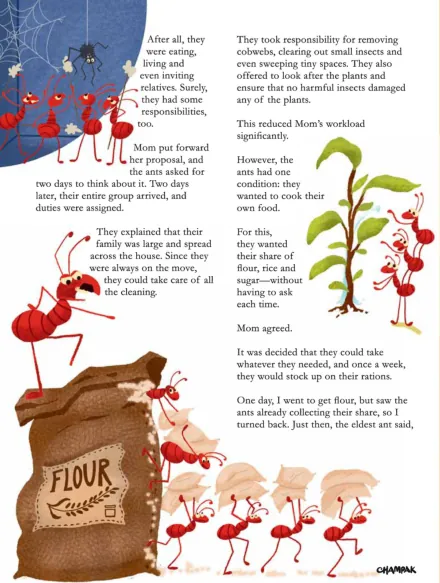 After all, they
were eating,
living and
even inviting
relatives. Surely,
they had some
responsibilities,
too.
Mom put forward
her proposal, and
the ants asked for
two days to think about it. Two days
later, their entire group arrived, and
duties were assigned.
They explained that their
family was large and spread
across the house. Since they
were always on the move,
they could take care of all
the cleaning.
FLOUR
They took responsibility for removing
cobwebs, clearing out small insects and
even sweeping tiny spaces. They also
offered to look after the plants and
ensure that no harmful insects damaged
any of the plants.
This reduced Mom’s workload
significantly.
However, the
ants had one
condition: they
wanted to cook their
own food.
For this,
they wanted
their share of
flour, rice and
sugar—without
having to ask
each time.
Mom agreed.
It was decided that they could take
whatever they needed, and once a week,
they would stock up on their rations.
One day, I went to get flour, but saw the
ants already collecting their share, so I
turned back. Just then, the eldest ant said,
CHAMPAK